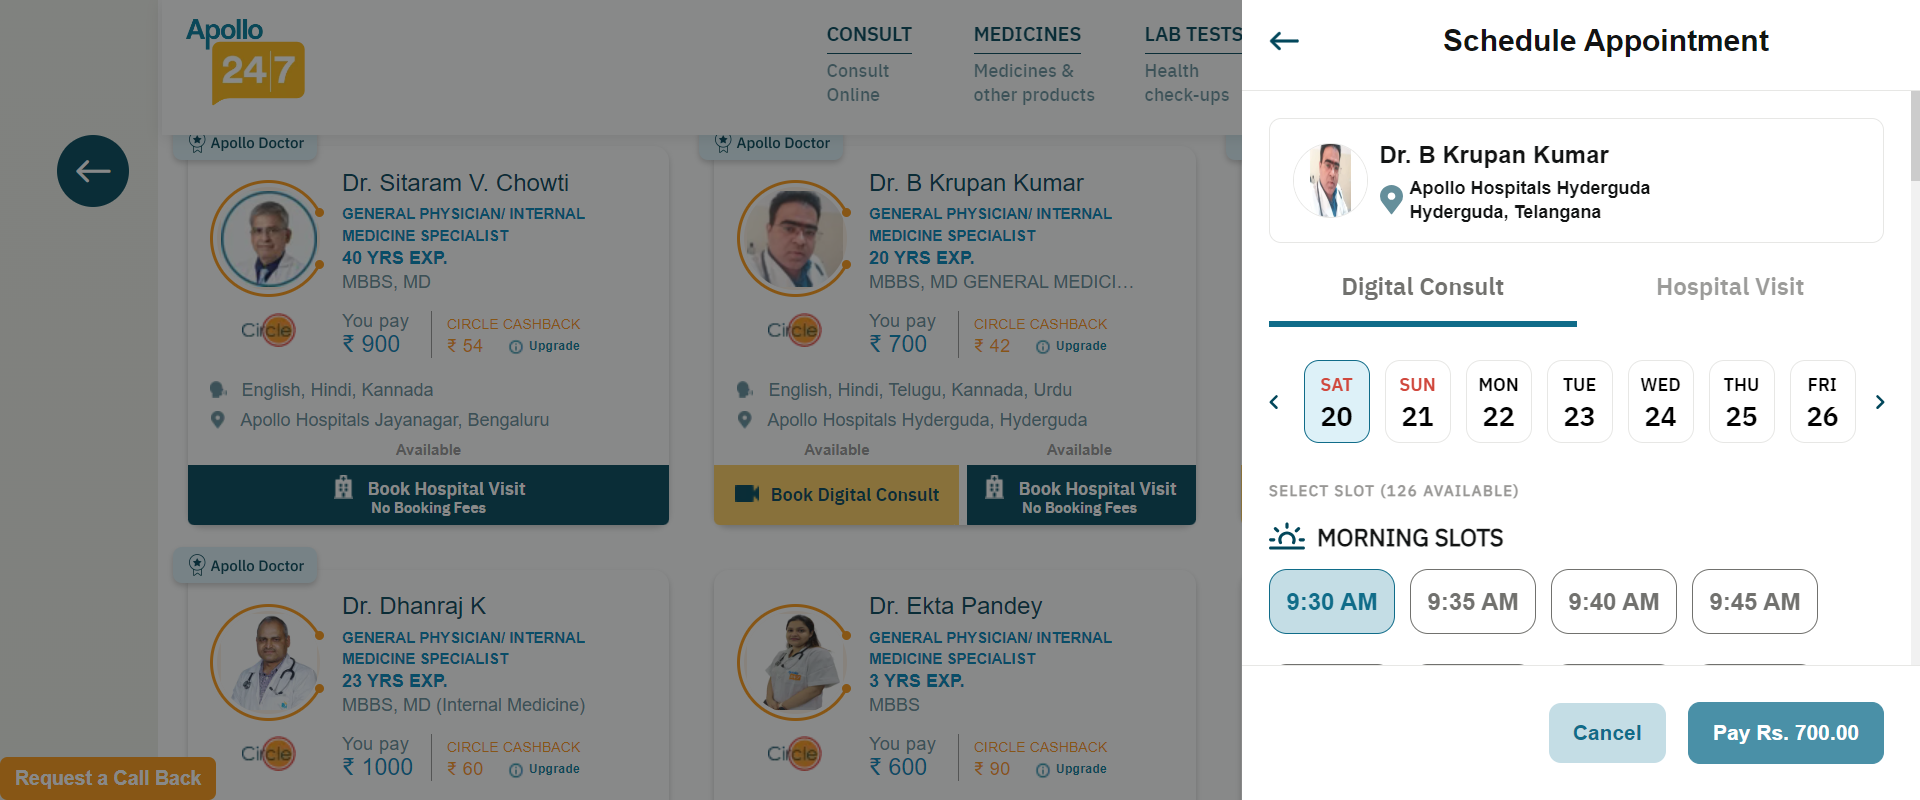 Apollo
24|7
CONSULT
Consult
Online
MEDICINES
Medicines &
other products
LAB TESTS
Health
check-ups
Apollo Doctor
Dr. Sitaram V. Chowti
GENERAL PHYSICIAN/ INTERNAL
MEDICINE SPECIALIST
40 YRS EXP.
MBBS, MD
Circle
You pay
₹ 900
CIRCLE CASHBACK
₹ 54
Upgrade
English, Hindi, Kannada
Apollo Hospitals Jayanagar, Bengaluru
Available
Book Hospital Visit
No Booking Fees
Apollo Doctor
Dr. B Krupan Kumar
GENERAL PHYSICIAN/ INTERNAL
MEDICINE SPECIALIST
20 YRS EXP.
MBBS, MD GENERAL MEDICI...
Circle
You pay
₹ 700
CIRCLE CASHBACK
₹ 42
Upgrade
English, Hindi, Telugu, Kannada, Urdu
Apollo Hospitals Hyderguda, Hyderguda
Available
Available
Book Digital Consult
Book Hospital Visit
No Booking Fees
Apollo Doctor
Dr. Dhanraj K
GENERAL PHYSICIAN/ INTERNAL
MEDICINE SPECIALIST
23 YRS EXP.
MBBS, MD (Internal Medicine)
Circle
You pay
₹ 1000
CIRCLE CASHBACK
₹ 60
Upgrade
Dr. Ekta Pandey
GENERAL PHYSICIAN/ INTERNAL
MEDICINE SPECIALIST
3 YRS EXP.
MBBS
Circle
You pay
₹ 600
CIRCLE CASHBACK
₹ 90
Upgrade
Request a Call Back
Schedule Appointment
Dr. B Krupan Kumar
Apollo Hospitals Hyderguda
Hyderguda, Telangana
Digital Consult
Hospital Visit
SAT SUN MON TUE WED THU FRI
20 21 22 23 24 25 26
SELECT SLOT (126 AVAILABLE)
MORNING SLOTS
9:30 AM 9:35 AM 9:40 AM 9:45 AM
Cancel
Pay Rs. 700.00